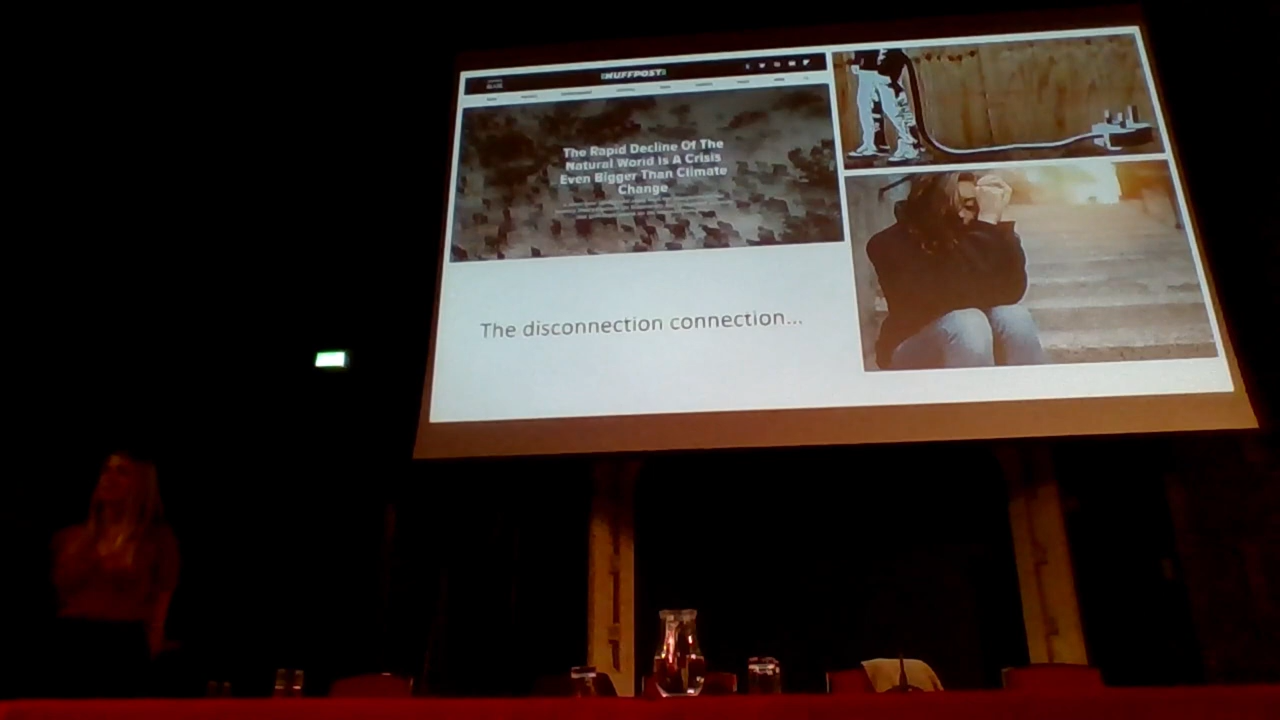 HUFFPOST
The Rapid Decline Of The
Natural World Is A Crisis
Even Bigger Than Climate
Change
The disconnection connection...